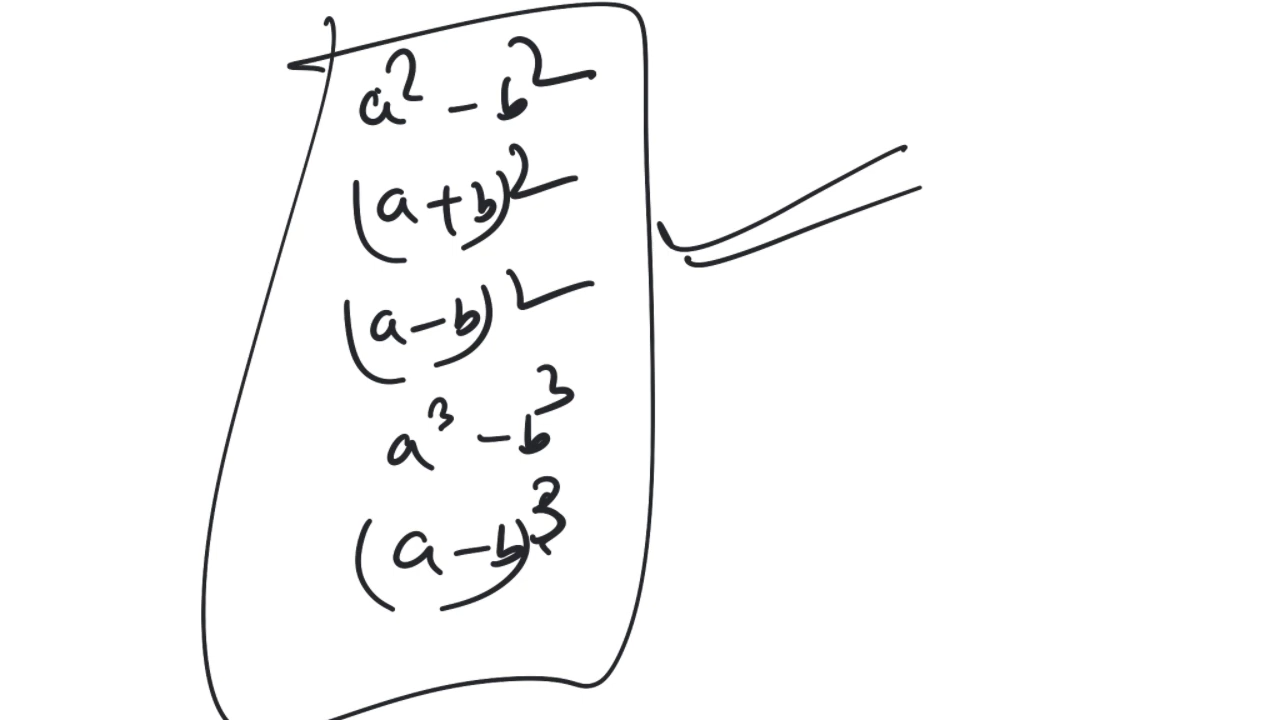 a² - b²
(a+b)²
(a-b)²
a³ - b³
(a-b)³